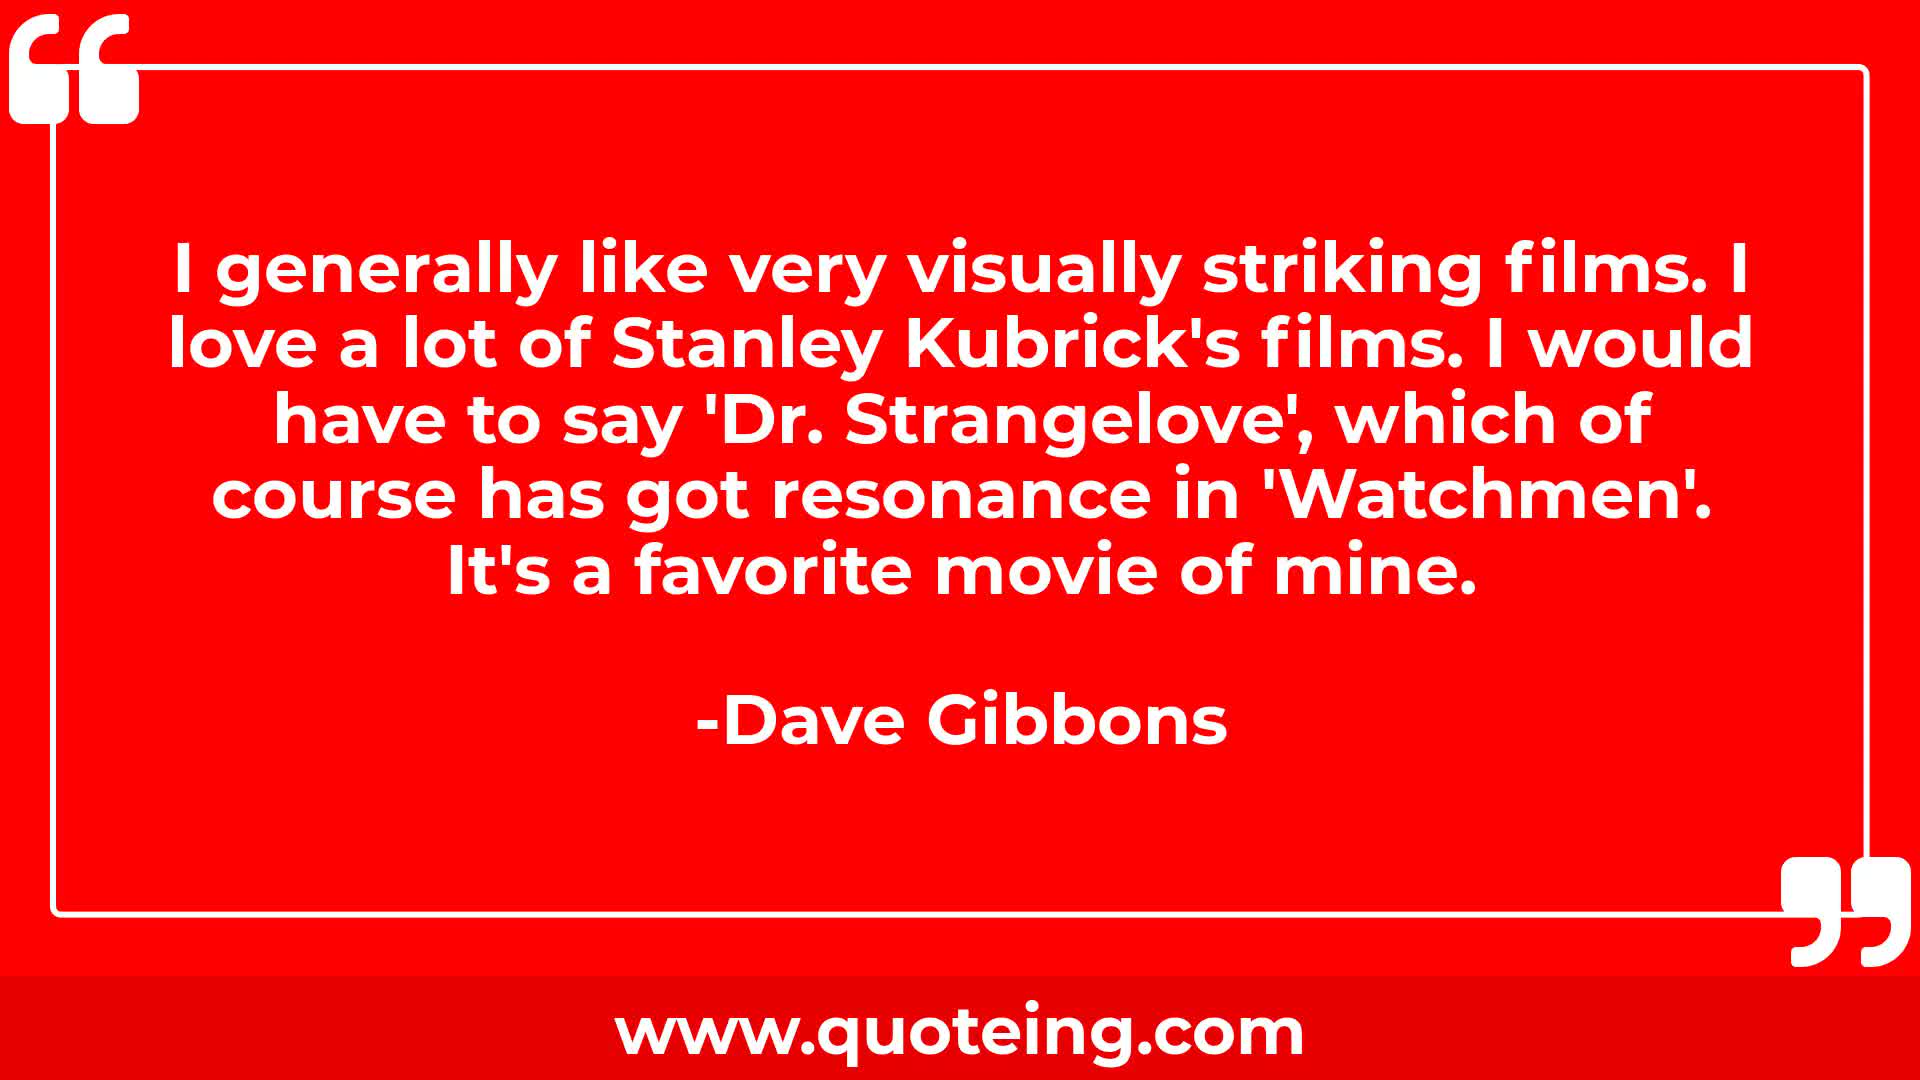 I generally like very visually striking films. I
love a lot of Stanley Kubrick's films. I would
have to say 'Dr. Strangelove', which of
course has got resonance in 'Watchmen'.
It's a favorite movie of mine.
-Dave Gibbons
www.quoteing.com